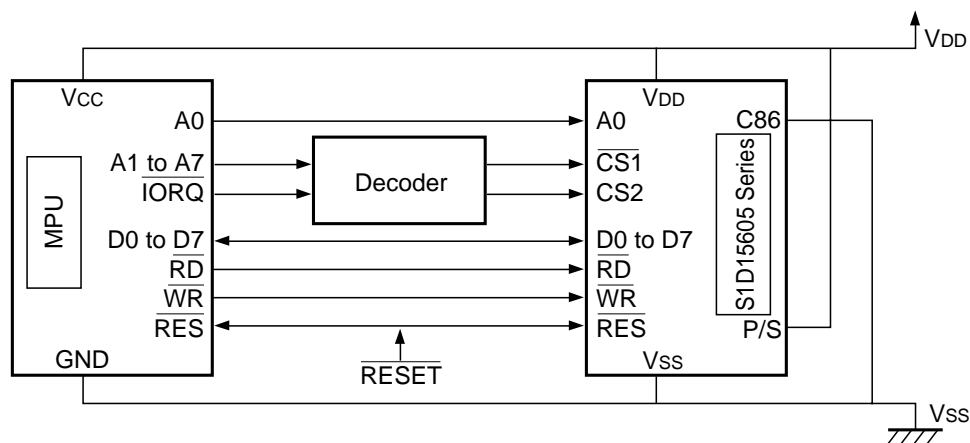 VDD
VCC
VDD
A0
A0
C86
A1 to A7
CS1
IORQ
Decoder
CS2
MPU
S1D15605 Series
D0 to D7
D0 to D7
RD
RD
WR
WR
RES
RES
P/S
GND
RESET
VSS
VSS